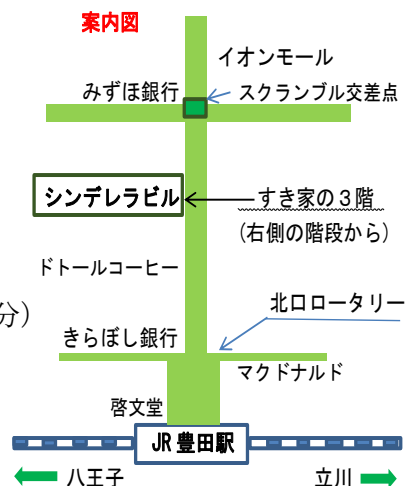 案内図
イオンモール
みずほ銀行
スクランブル交差点
シンデレラビル
すき家の3階
(右側の階段から)
ドトールコーヒー
分)
北口ロータリー
きらぼし銀行
マクドナルド
啓文堂
JR 豊田駅
八王子
立川